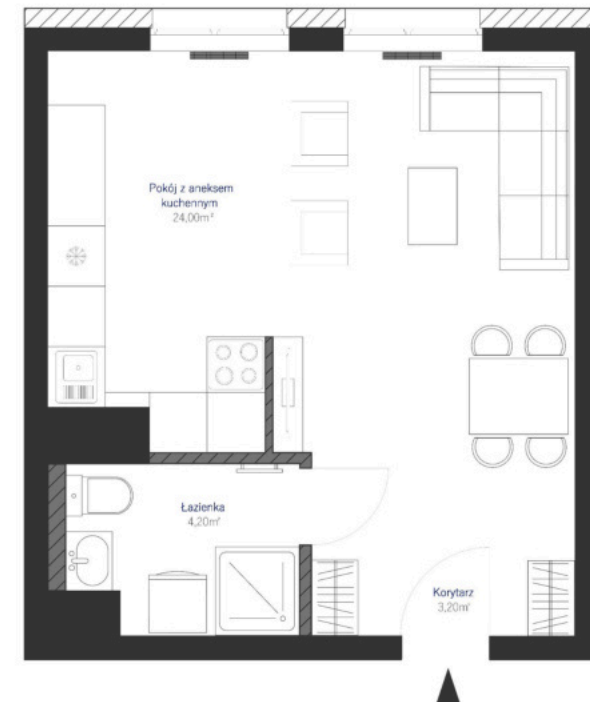 Pokój z aneksem
kuchennym
24,00m²
Łazienka
4,20m²
Korytarz
3,20m²